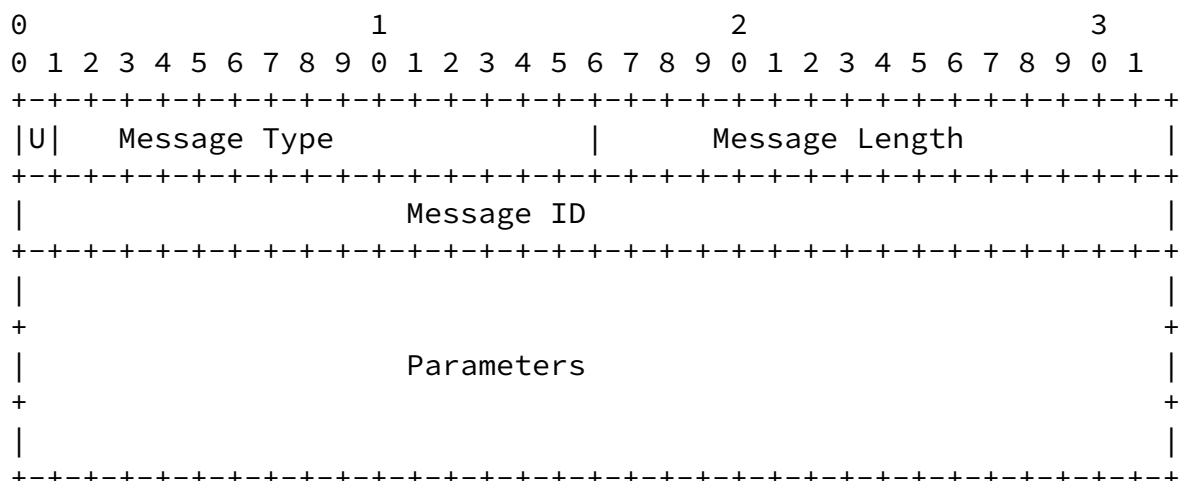 0                   1                   2                   3
0 1 2 3 4 5 6 7 8 9 0 1 2 3 4 5 6 7 8 9 0 1 2 3 4 5 6 7 8 9 0 1
+-+-+-+-+-+-+-+-+-+-+-+-+-+-+-+-+-+-+-+-+-+-+-+-+-+-+-+-+-+-+-+-+
|U|   Message Type              |      Message Length           |
+-+-+-+-+-+-+-+-+-+-+-+-+-+-+-+-+-+-+-+-+-+-+-+-+-+-+-+-+-+-+-+-+
|                     Message ID                                |
+-+-+-+-+-+-+-+-+-+-+-+-+-+-+-+-+-+-+-+-+-+-+-+-+-+-+-+-+-+-+-+-+
|                                                               |
+                                                               +
|                     Parameters                                |
+                                                               +
|                                                               |
+-+-+-+-+-+-+-+-+-+-+-+-+-+-+-+-+-+-+-+-+-+-+-+-+-+-+-+-+-+-+-+-+